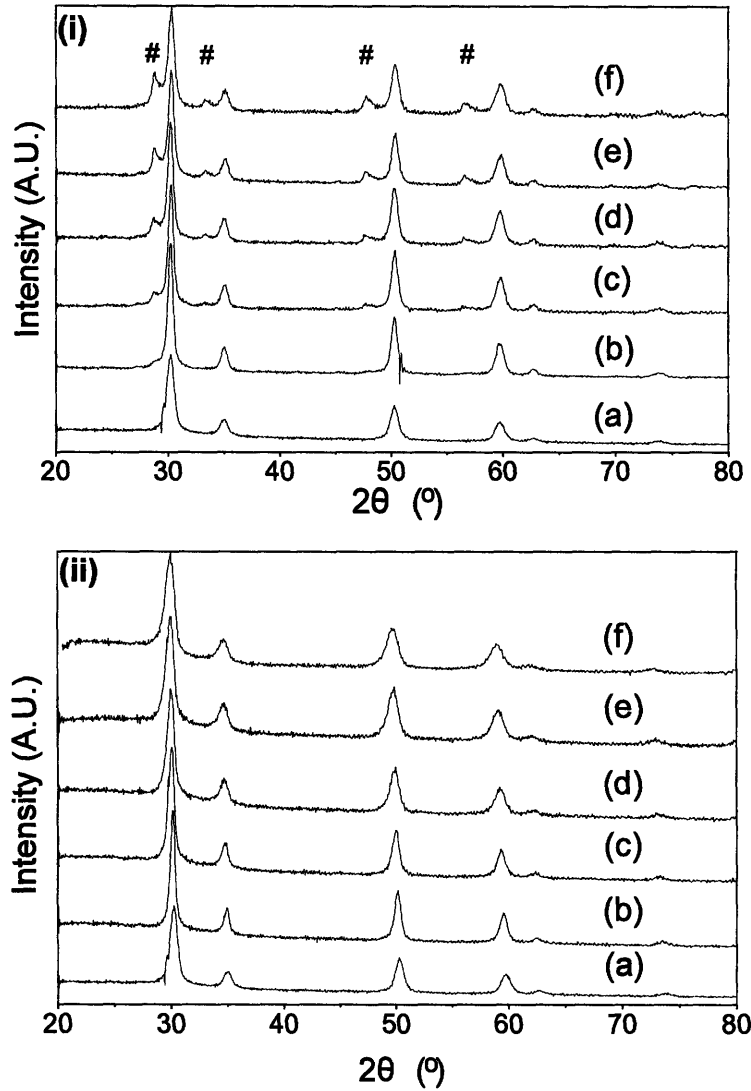 (i)
# # # #
(f)
(e)
(d)
(c)
(b)
(a)
Intensity (A.U.)
20 30 40 50 60 70 80
2θ (º)
(ii)
(f)
(e)
(d)
(c)
(b)
(a)
Intensity (A.U.)
20 30 40 50 60 70 80
2θ (º)